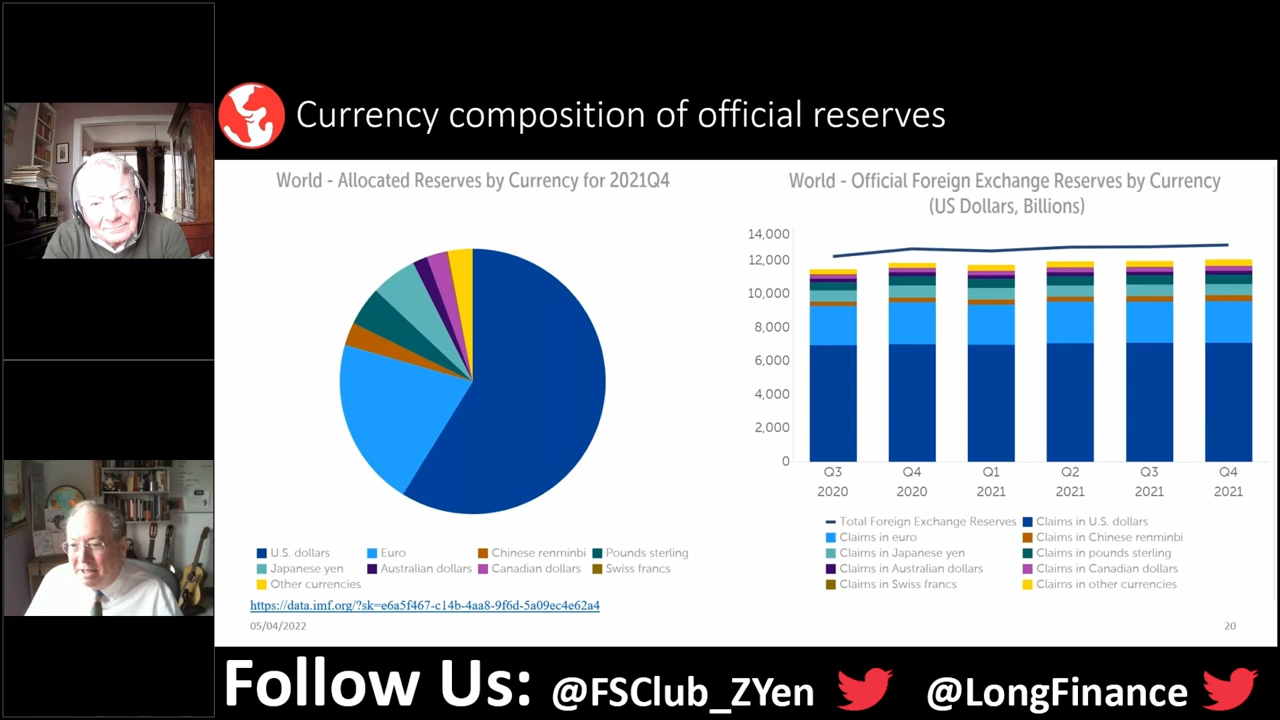 Currency composition of official reserves
World - Allocated Reserves by Currency for 2021Q4
U.S. dollars Euro Chinese renminbi Pounds sterling
Japanese yen Australian dollars Canadian dollars Swiss francs
Other currencies
https://data.imf.org/?sk=e6a5f467-c14b-4aa8-9f6d-5a09ec4e62a4
05/04/2022
World - Official Foreign Exchange Reserves by Currency
(US Dollars, Billions)
14,000
12,000
10,000
8,000
6,000
4,000
2,000
0
Q3 Q4 Q1 Q2 Q3 Q4
2020 2020 2021 2021 2021 2021
Total Foreign Exchange Reserves Claims in U.S. dollars
Claims in euro Claims in Chinese renminbi
Claims in Japanese yen Claims in pounds sterling
Claims in Australian dollars Claims in Canadian dollars
Claims in Swiss francs Claims in other currencies
20
Follow Us: @FSClub_ZYen @LongFinance